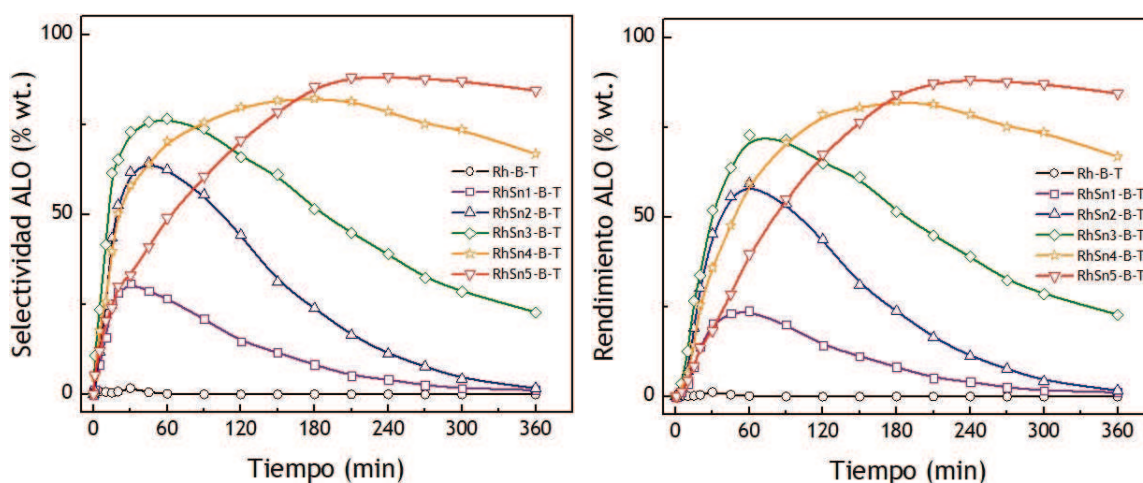 100
50
0
Selectividad ALO (% wt.)
Rh-B-T
RhSn1-B-T
RhSn2-B-T
RhSn3-B-T
RhSn4-B-T
RhSn5-B-T
0 60 120 180 240 300 360
Tiempo (min)
100
50
0
Rendimiento ALO (% wt.)
Rh-B-T
RhSn1-B-T
RhSn2-B-T
RhSn3-B-T
RhSn4-B-T
RhSn5-B-T
0 60 120 180 240 300 360
Tiempo (min)